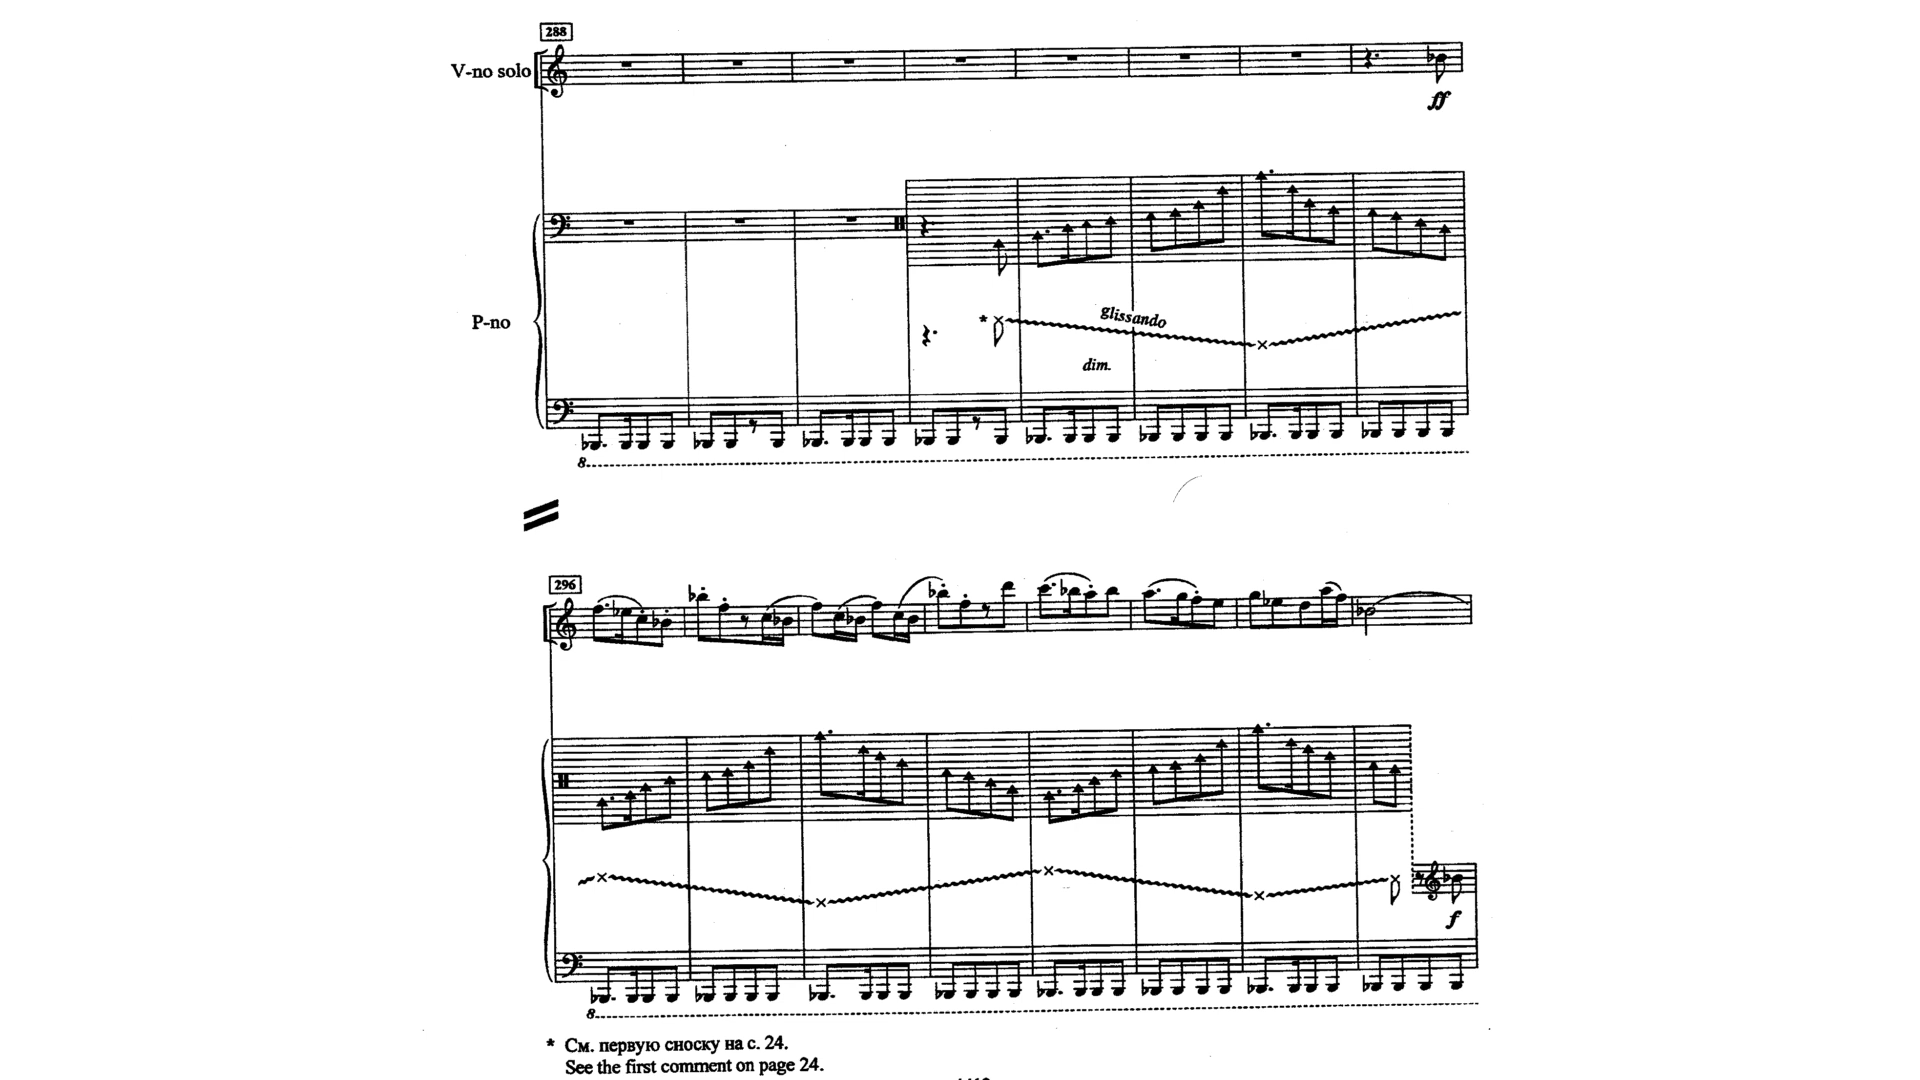 288
V-no solo
ff
P-no
*
glissando
dim.
8
296
f
8
* См. первую сноску на с. 24.
See the first comment on page 24.